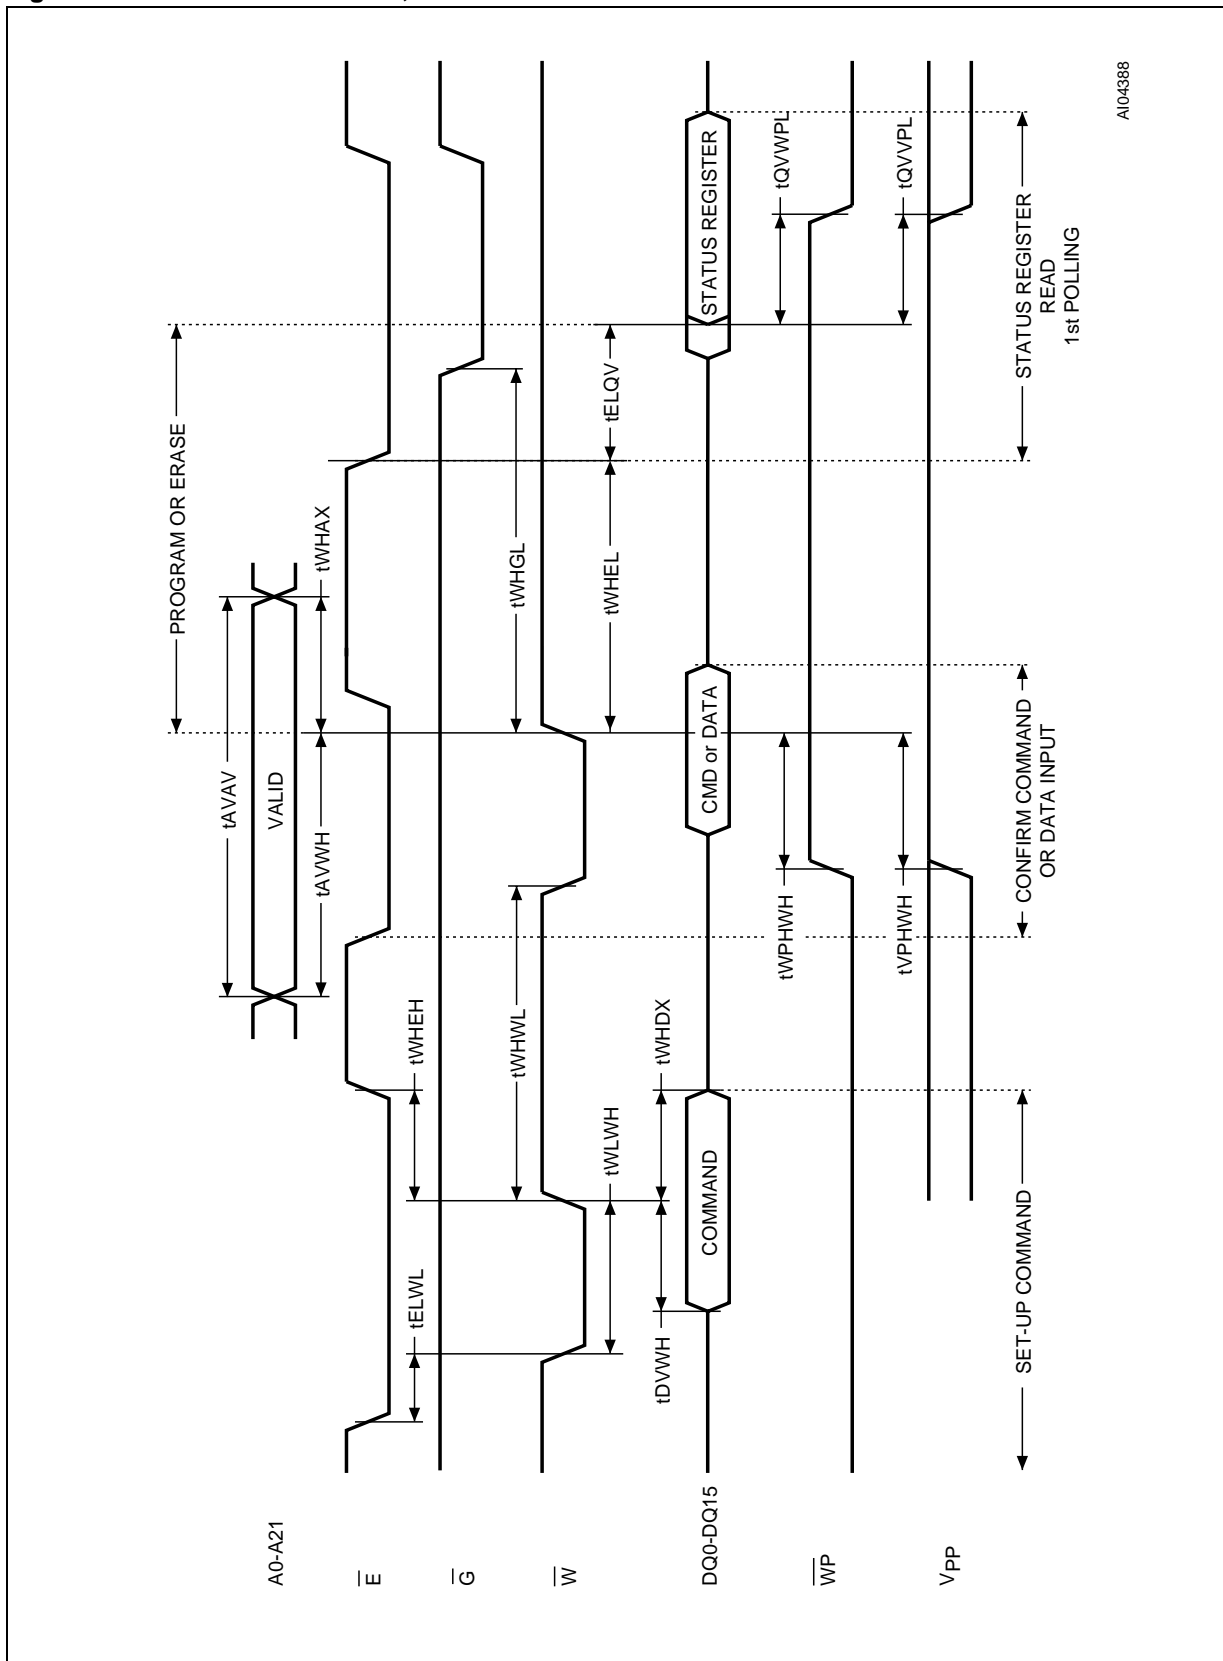 A0-A21
VALID
tAVAV
tAVWH
tWHAX
PROGRAM OR ERASE
E
tELWL
tWHEH
G
tWHWL
tWHGL
W
tWLWH
tWHEL
tELQV
tDVWH
tWHDX
DQ0-DQ15
COMMAND
CMD or DATA
STATUS REGISTER
WP
tWPHWH
tQVWPL
VPP
tVPHWH
tQVVPL
SET-UP COMMAND
CONFIRM COMMAND
OR DATA INPUT
STATUS REGISTER
READ
1st POLLING
AI04388